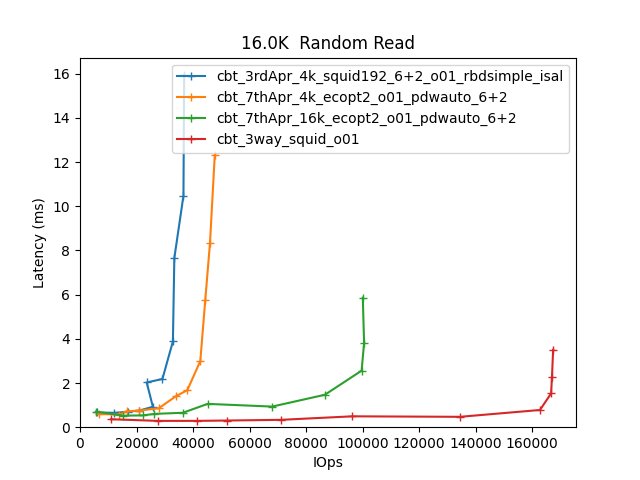 16.0K  Random Read
cbt_3rdApr_4k_squid192_6+2_o01_rbdsimple_isal
cbt_7thApr_4k_ecopt2_o01_pdwauto_6+2
cbt_7thApr_16k_ecopt2_o01_pdwauto_6+2
cbt_3way_squid_o01
16
14
12
10
8
6
4
2
0
Latency (ms)
0 20000 40000 60000 80000 100000 120000 140000 160000
IOps